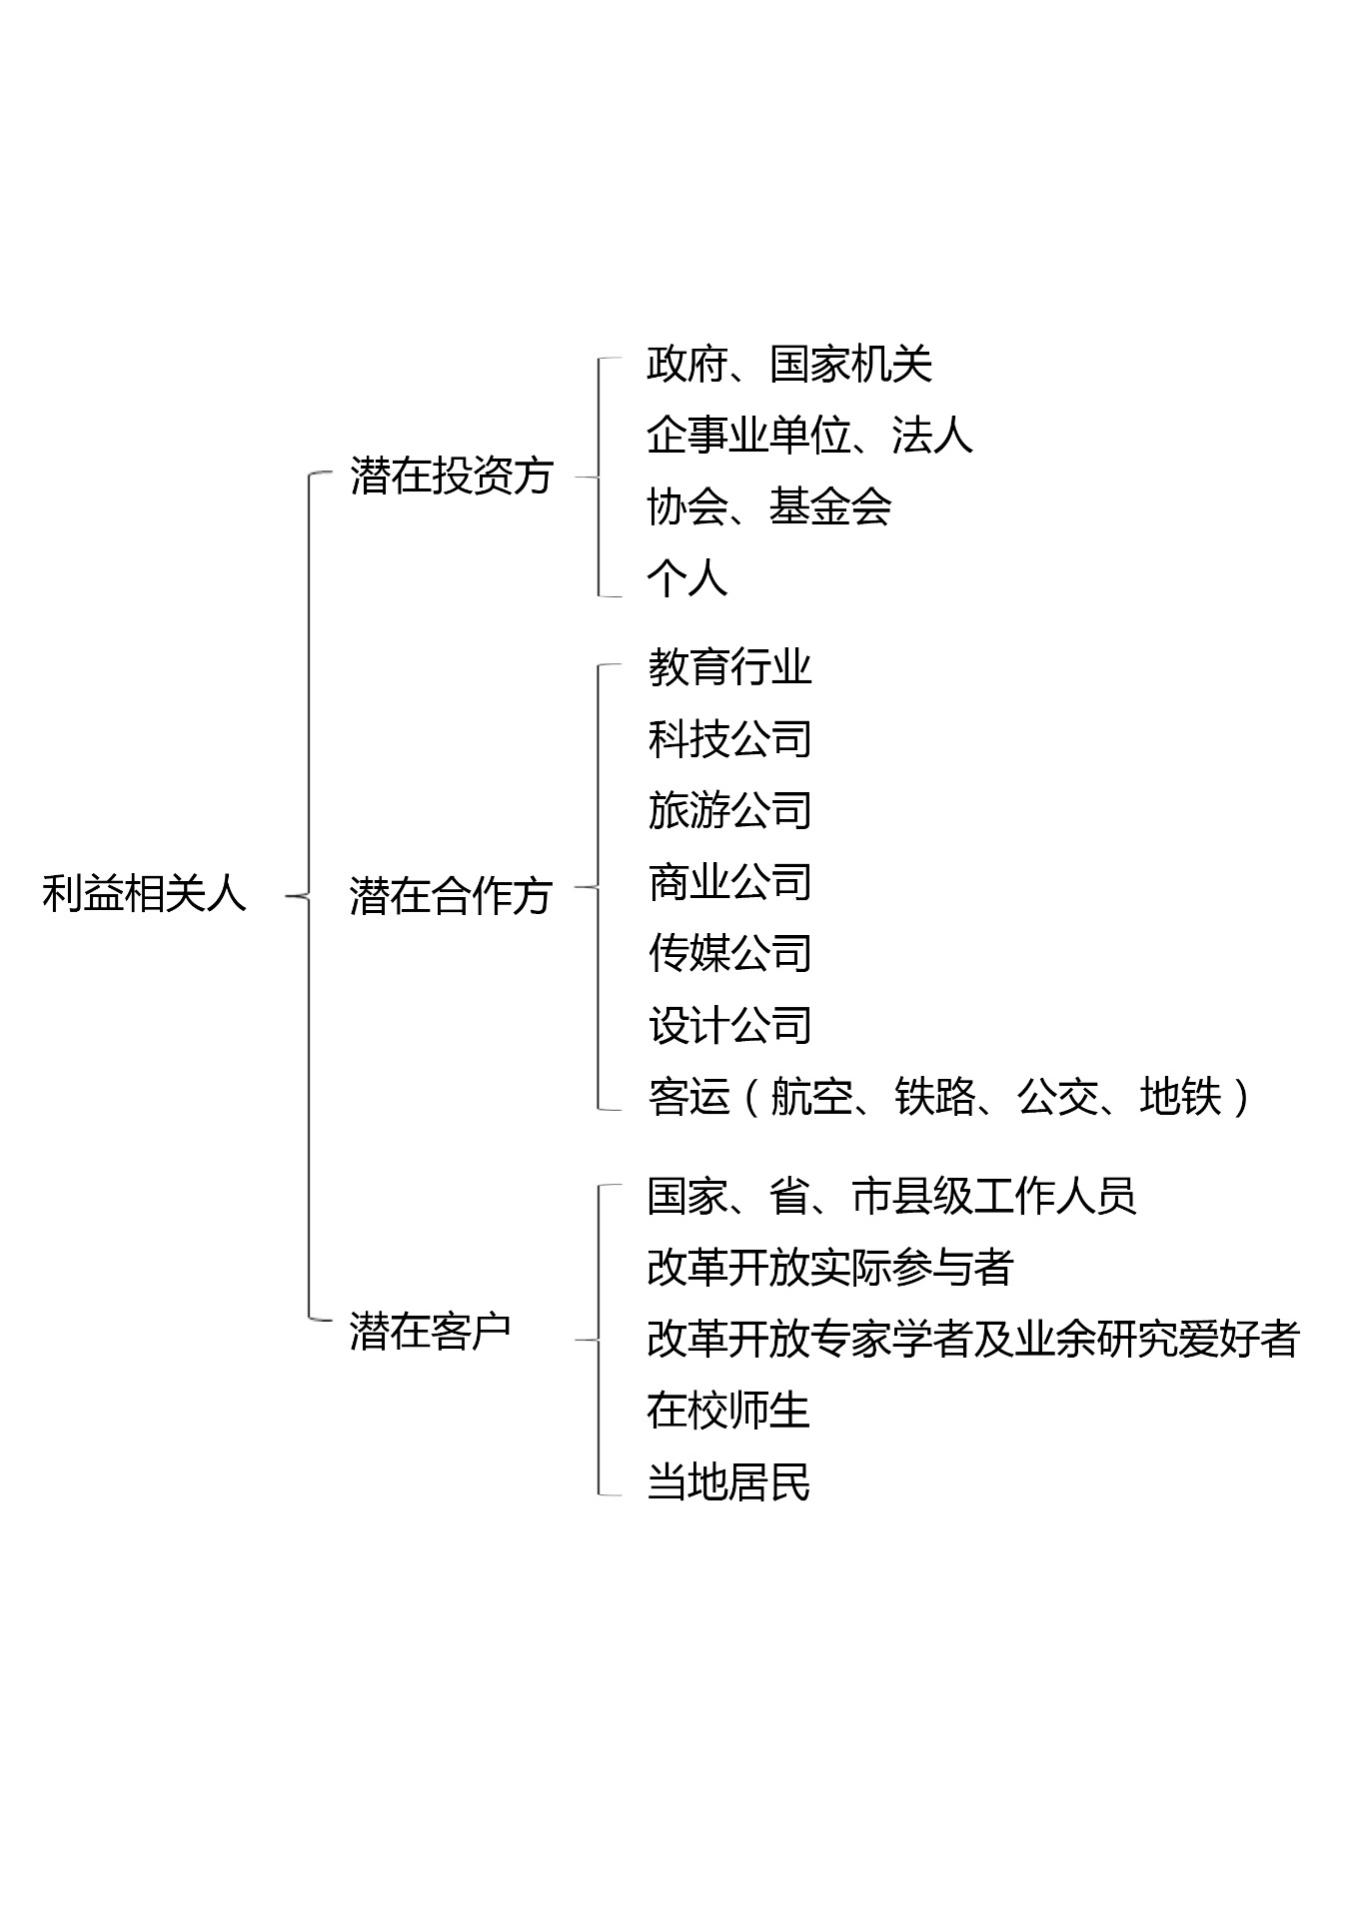 利益相关人
潜在投资方
政府、国家机关
企事业单位、法人
协会、基金会
个人
潜在合作方
教育行业
科技公司
旅游公司
商业公司
传媒公司
设计公司
客运（航空、铁路、公交、地铁）
潜在客户
国家、省、市县级工作人员
改革开放实际参与者
改革开放专家学者及业余研究爱好者
在校师生
当地居民